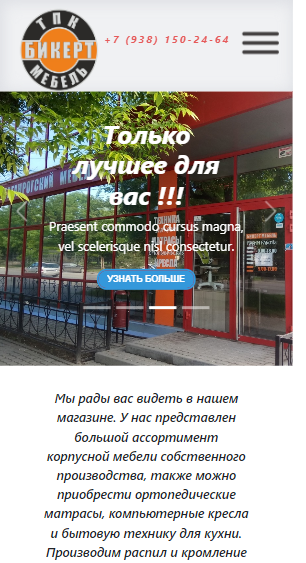 ТПК
БИКЕРТ
МЕБЕЛЬ
+7 (938) 150-24-64
Только
лучшее для
вас !!!
Praesent commodo cursus magna,
vel scelerisque nisl consectetur.
УЗНАТЬ БОЛЬШЕ
Мы рады вас видеть в нашем
магазине. У нас представлен
большой ассортимент
корпусной мебели собственного
производства, также можно
приобрести ортопедические
матрасы, компьютерные кресла
и бытовую технику для кухни.
Производим распил и кромление